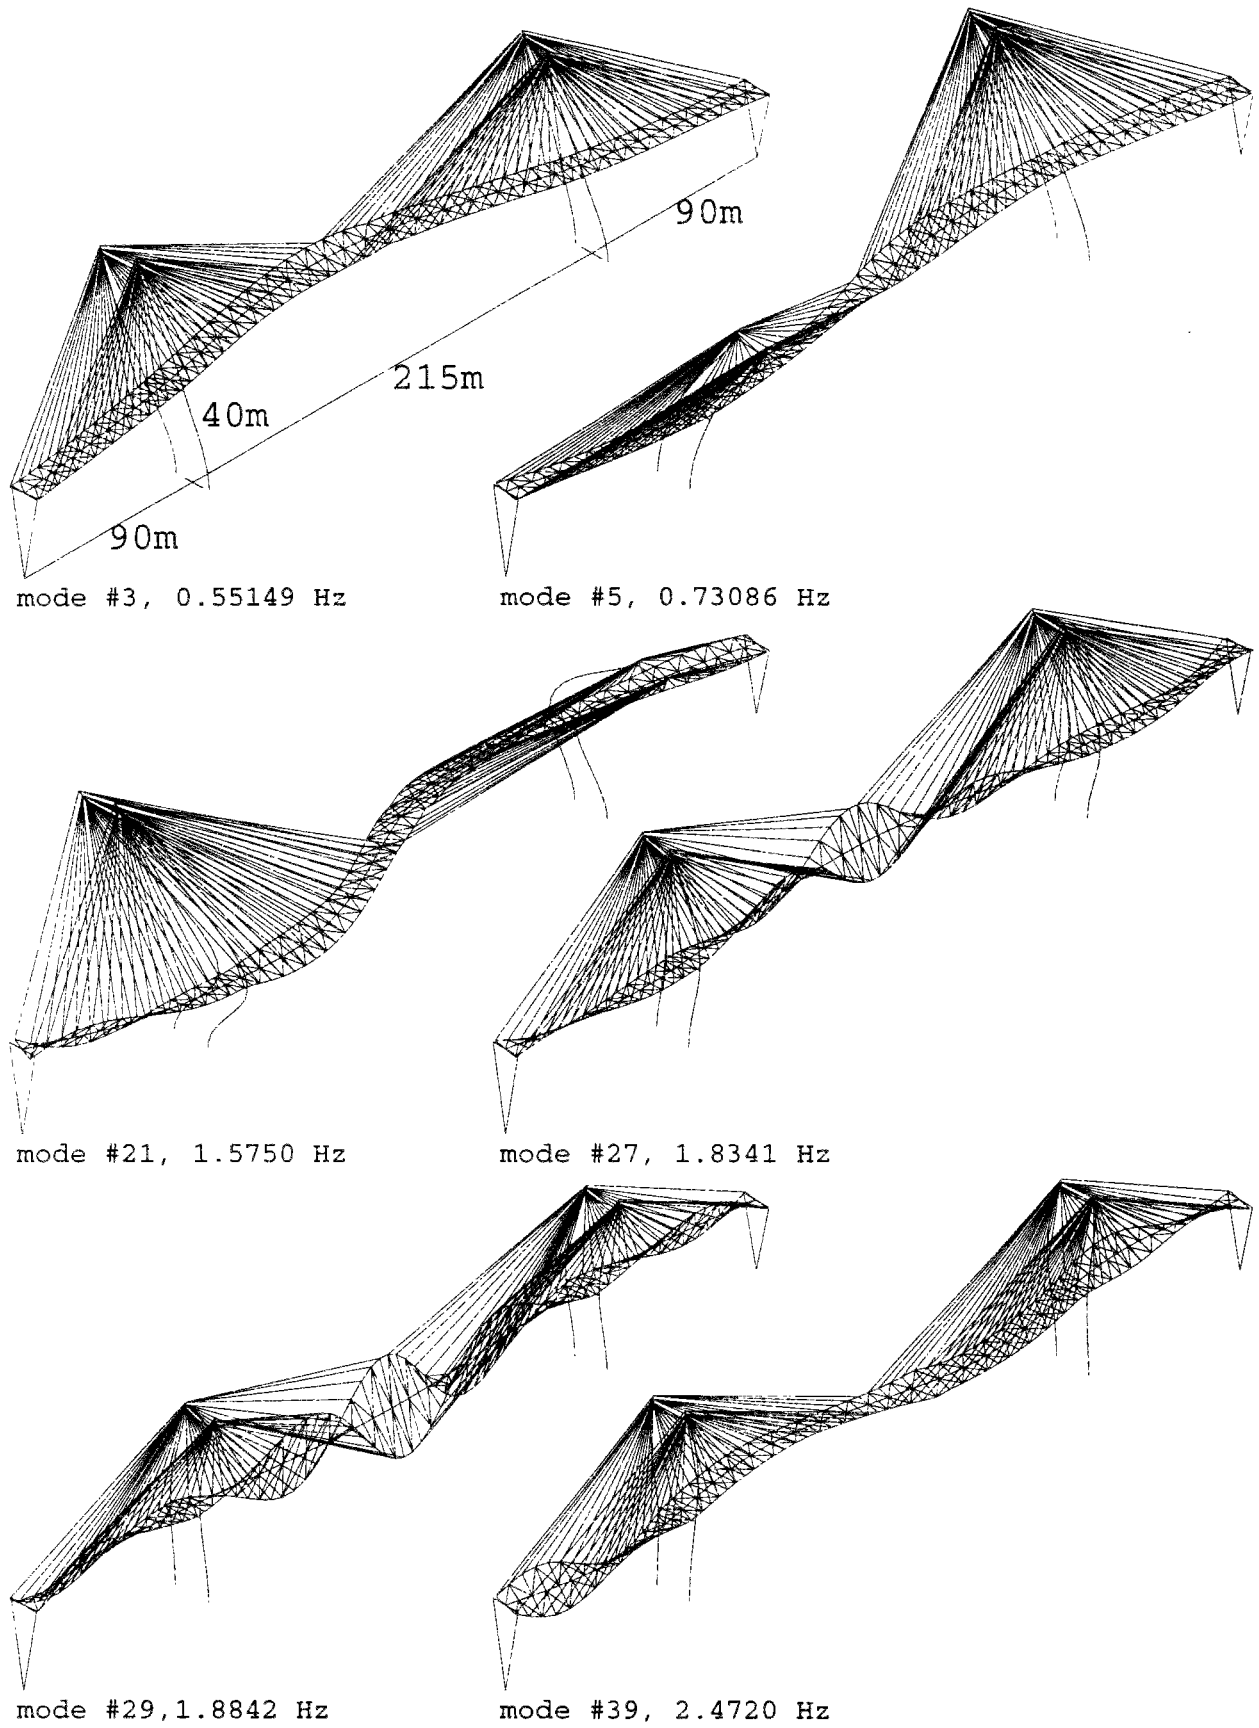 90m
215m
40m
90m
mode #3, 0.55149 Hz
mode #5, 0.73086 Hz
mode #21, 1.5750 Hz
mode #27, 1.8341 Hz
mode #29,1.8842 Hz
mode #39, 2.4720 Hz